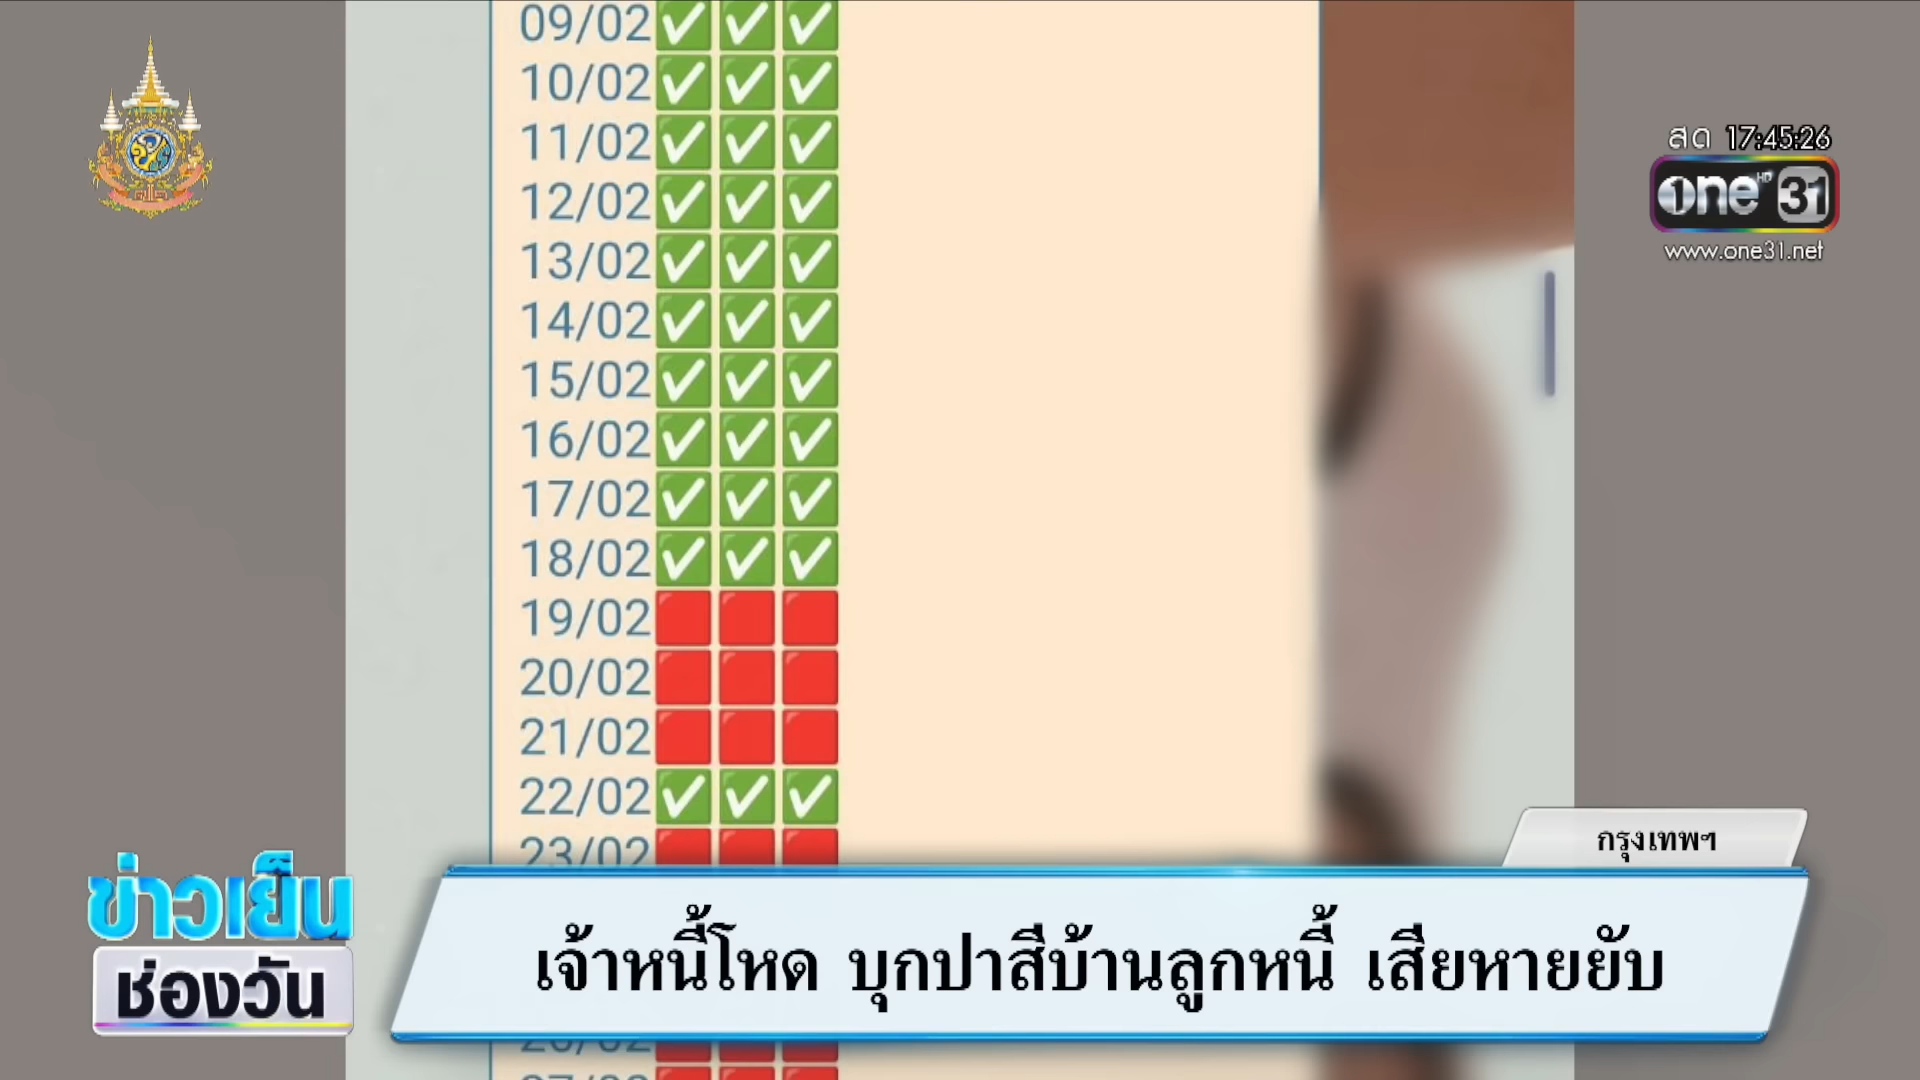 09/02 ✅ ✅ ✅
10/02 ✅ ✅ ✅
11/02 ✅ ✅ ✅
12/02 ✅ ✅ ✅
13/02 ✅ ✅ ✅
14/02 ✅ ✅ ✅
15/02 ✅ ✅ ✅
16/02 ✅ ✅ ✅
17/02 ✅ ✅ ✅
18/02 ✅ ✅ ✅
19/02 🟥 🟥 🟥
20/02 🟥 🟥 🟥
21/02 🟥 🟥 🟥
22/02 ✅ ✅ ✅
23/02 🟥 🟥 🟥
สด 17:45:26
one HD 31
www.one31.net
กรุงเทพฯ
ข่าวเย็น
ช่องวัน
เจ้าหนี้โหด บุกปาสีบ้านลูกหนี้ เสียหายยับ